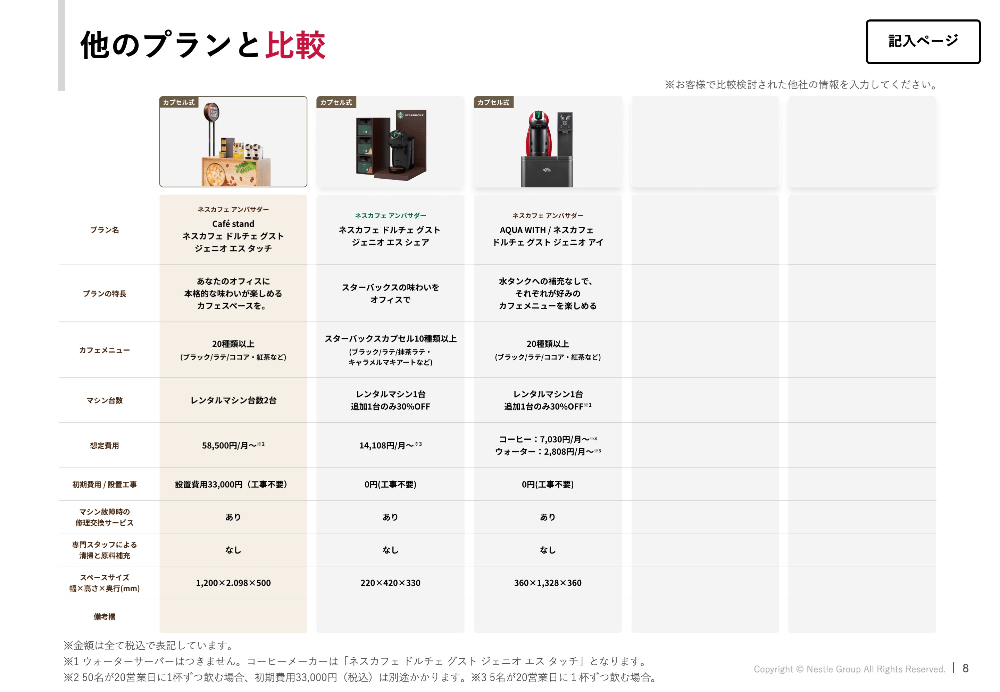 他のプランと比較
記入ページ
※お客様で比較検討された他社の情報を入力してください。
カプセル式
NESCAFÉ
Dolce
Gusto
カプセル式
STARBUCKS
カプセル式
プラン名
ネスカフェ アンバサダー
Café stand
ネスカフェ ドルチェ グスト
ジェニオ エス タッチ
ネスカフェ アンバサダー
ネスカフェ ドルチェ グスト
ジェニオ エス シェア
ネスカフェ アンバサダー
AQUA WITH / ネスカフェ
ドルチェ グスト ジェニオ アイ
プランの特長
あなたのオフィスに
本格的な味わいが楽しめる
カフェスペースを。
スターバックスの味わいを
オフィスで
水タンクへの補充なしで、
それぞれが好みの
カフェメニューを楽しめる
カフェメニュー
20種類以上
(ブラック/ラテ/ココア・紅茶など)
スターバックスカプセル10種類以上
(ブラック/ラテ/抹茶ラテ・
キャラメルマキアートなど)
20種類以上
(ブラック/ラテ/ココア・紅茶など)
マシン台数
レンタルマシン台数2台
レンタルマシン1台
追加1台のみ30%OFF
レンタルマシン1台
追加1台のみ30%OFF※1
想定費用
58,500円/月〜※2
14,108円/月〜※3
コーヒー：7,030円/月〜※3
ウォーター：2,808円/月〜※3
初期費用 / 設置工事
設置費用33,000円（工事不要）
0円(工事不要)
0円(工事不要)
マシン故障時の
修理交換サービス
あり
あり
あり
専門スタッフによる
清掃と原料補充
なし
なし
なし
スペースサイズ
幅×高さ×奥行(mm)
1,200×2.098×500
220×420×330
360×1,328×360
備考欄
※金額は全て税込で表記しています。
※1 ウォーターサーバーはつきません。コーヒーメーカーは「ネスカフェ ドルチェ グスト ジェニオ エス タッチ」となります。
※2 50名が20営業日に1杯ずつ飲む場合、初期費用33,000円（税込）は別途かかります。※3 5名が20営業日に１杯ずつ飲む場合。
Copyright © Nestle Group All Rights Reserved.
8